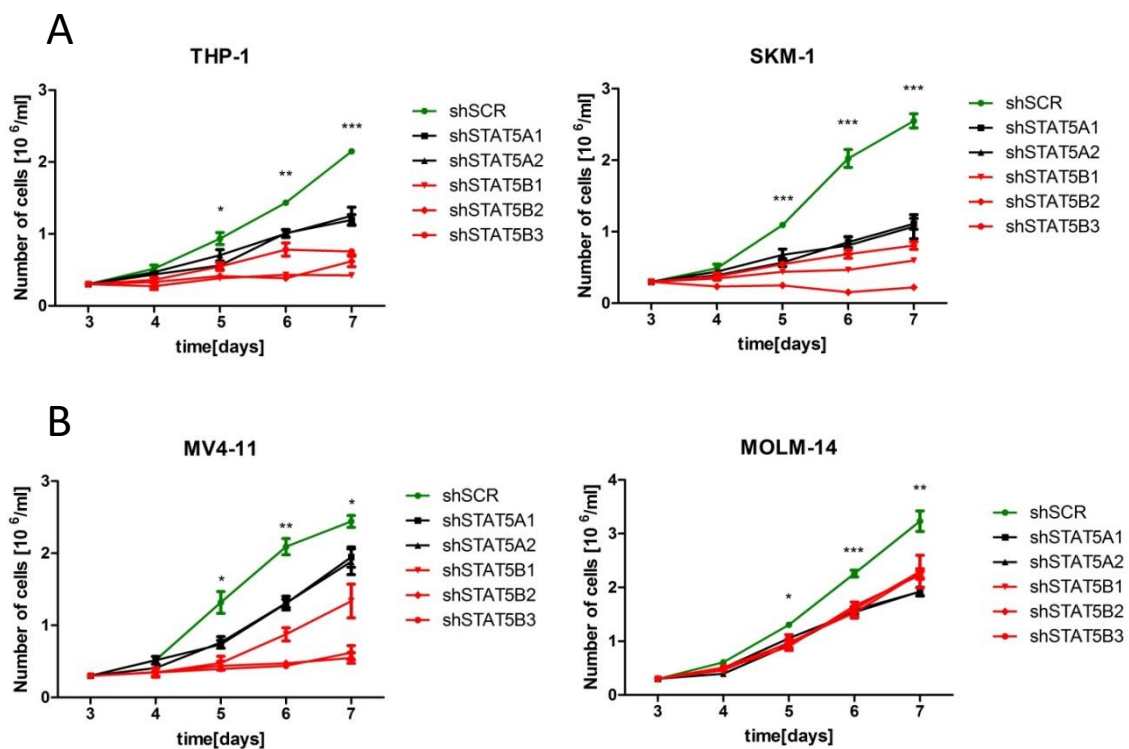 A
THP-1
Number of cells [10 6/ml]
3
2
1
0
3 4 5 6 7
time[days]
*
**
***
shSCR
shSTAT5A1
shSTAT5A2
shSTAT5B1
shSTAT5B2
shSTAT5B3
SKM-1
Number of cells [10 6/ml]
3
2
1
0
3 4 5 6 7
time[days]
***
***
***
shSCR
shSTAT5A1
shSTAT5A2
shSTAT5B1
shSTAT5B2
shSTAT5B3
B
MV4-11
Number of cells [10 6/ml]
3
2
1
0
3 4 5 6 7
time[days]
*
**
*
shSCR
shSTAT5A1
shSTAT5A2
shSTAT5B1
shSTAT5B2
shSTAT5B3
MOLM-14
Number of cells [10 6/ml]
4
3
2
1
0
3 4 5 6 7
time[days]
*
***
**
shSCR
shSTAT5A1
shSTAT5A2
shSTAT5B1
shSTAT5B2
shSTAT5B3